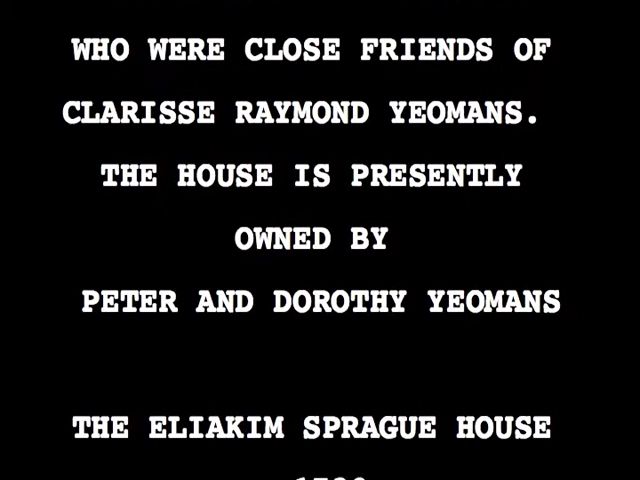 WHO WERE CLOSE FRIENDS OF
CLARISSE RAYMOND YEOMANS.
THE HOUSE IS PRESENTLY
OWNED BY
PETER AND DOROTHY YEOMANS
THE ELIAKIM SPRAGUE HOUSE